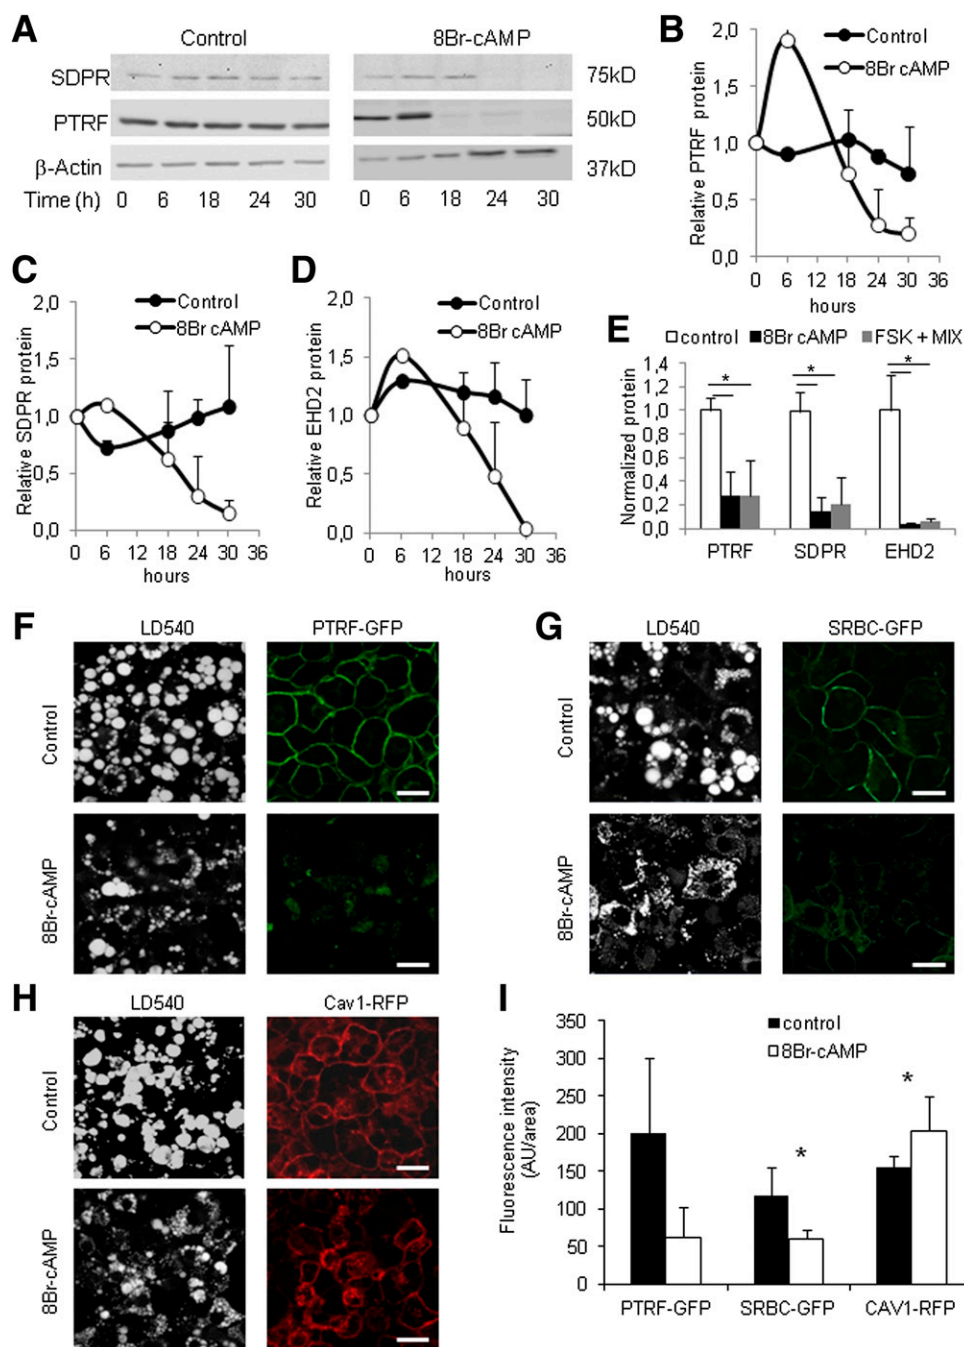 A
Control
8Br-cAMP
SDPR
75kD
PTRF
50kD
β-Actin
37kD
Time (h) 0 6 18 24 30 0 6 18 24 30
B
Relative PTRF protein
2,0
1,5
1,0
0,5
0,0
Control
8Br cAMP
0 6 12 18 24 30 36
hours
C
Relative SDPR protein
2,0
1,5
1,0
0,5
0,0
Control
8Br cAMP
0 6 12 18 24 30 36
hours
D
Relative EHD2 protein
2,0
1,5
1,0
0,5
0,0
Control
8Br cAMP
0 6 12 18 24 30 36
hours
E
control 8Br cAMP FSK + MIX
Normalized protein
1,4
1,2
1,0
0,8
0,6
0,4
0,2
0,0
* * *
PTRF SDPR EHD2
F
LD540 PTRF-GFP
Control
8Br-cAMP
G
LD540 SRBC-GFP
Control
8Br-cAMP
H
LD540 Cav1-RFP
Control
8Br-cAMP
I
Fluorescence intensity
(AU/area)
350
300
250
200
150
100
50
0
control
8Br-cAMP
* *
PTRF-GFP SRBC-GFP CAV1-RFP